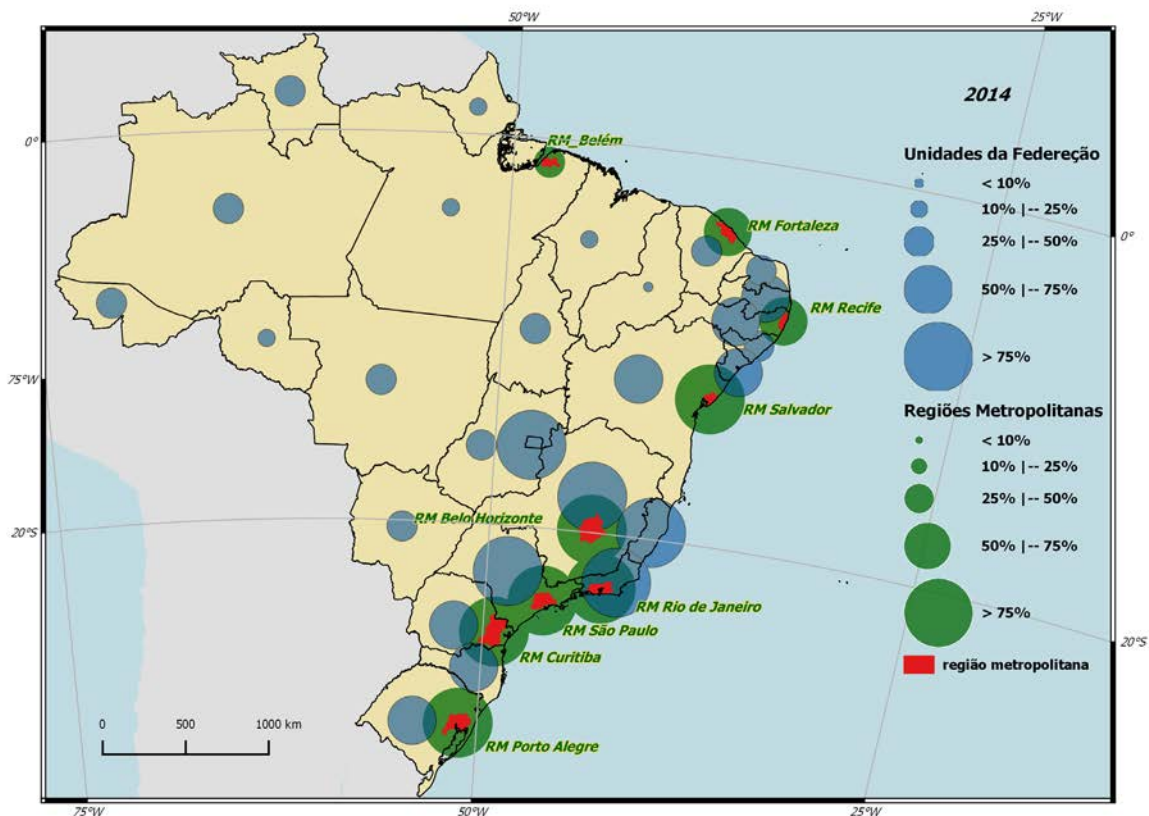 50°W
25°W
2014
0°
RM_Belém
Unidades da Federeção
< 10%
10% |-- 25%
RM Fortaleza
0°
25% |-- 50%
50% |-- 75%
RM Recife
> 75%
75°W
RM Salvador
Regiões Metropolitanas
< 10%
10% |-- 25%
25% |-- 50%
RM Belo Horizonte
20°S
50% |-- 75%
RM Rio de Janeiro
> 75%
RM São Paulo
20°S
RM Curitiba
região metropolitana
0 500 1000 km
RM Porto Alegre
75°W
50°W
25°W